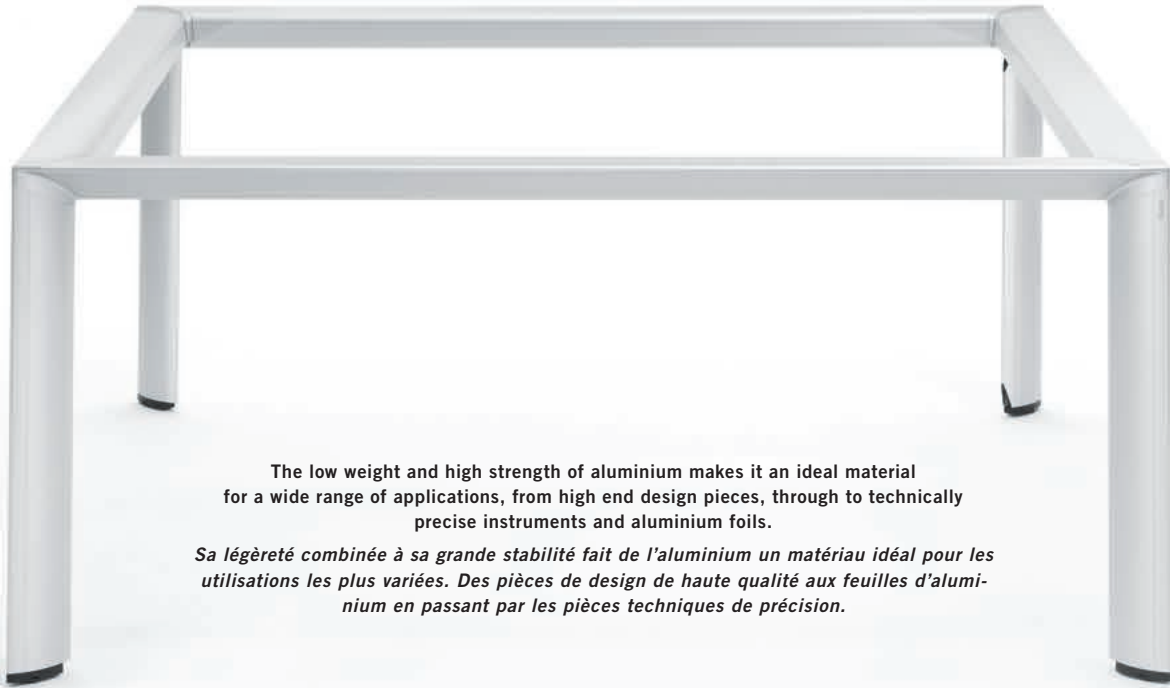 The low weight and high strength of aluminium makes it an ideal material
for a wide range of applications, from high end design pieces, through to technically
precise instruments and aluminium foils.
Sa légèreté combinée à sa grande stabilité fait de l’aluminium un matériau idéal pour les
utilisations les plus variées. Des pièces de design de haute qualité aux feuilles d’alumi-
nium en passant par les pièces techniques de précision.